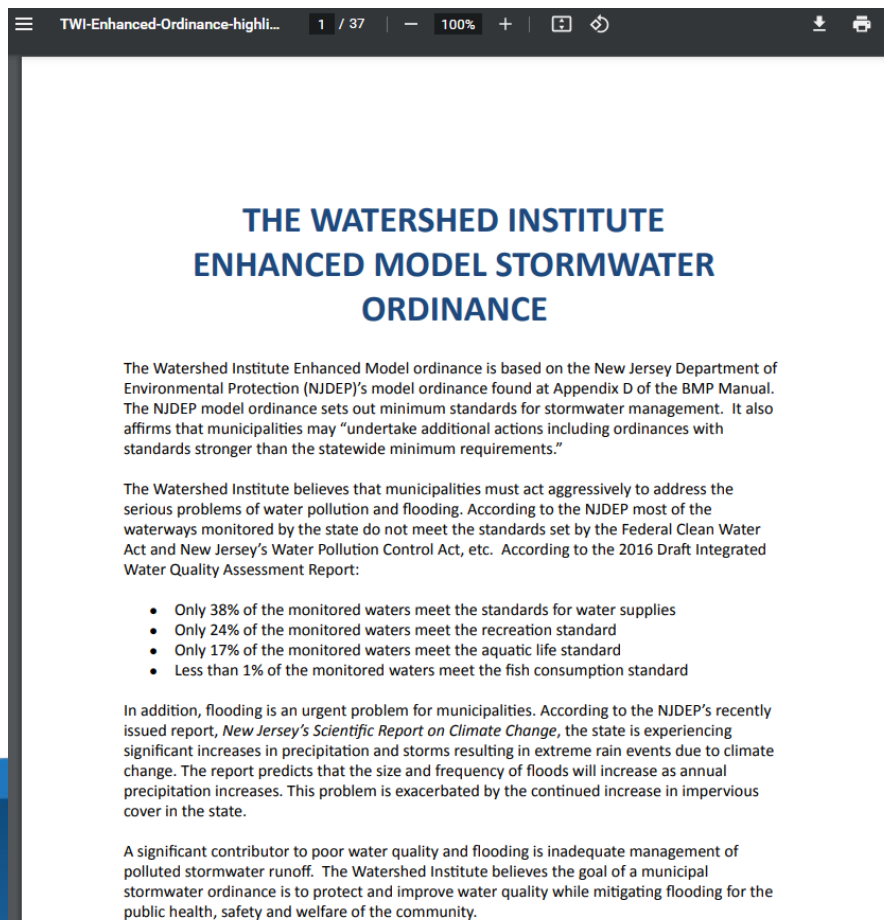 TWI-Enhanced-Ordinance-highli... 1 / 37 — 100% +
THE WATERSHED INSTITUTE
ENHANCED MODEL STORMWATER
ORDINANCE
The Watershed Institute Enhanced Model ordinance is based on the New Jersey Department of
Environmental Protection (NJDEP)'s model ordinance found at Appendix D of the BMP Manual.
The NJDEP model ordinance sets out minimum standards for stormwater management.  It also
affirms that municipalities may “undertake additional actions including ordinances with
standards stronger than the statewide minimum requirements.”
The Watershed Institute believes that municipalities must act aggressively to address the
serious problems of water pollution and flooding. According to the NJDEP most of the
waterways monitored by the state do not meet the standards set by the Federal Clean Water
Act and New Jersey's Water Pollution Control Act, etc.  According to the 2016 Draft Integrated
Water Quality Assessment Report:
• Only 38% of the monitored waters meet the standards for water supplies
• Only 24% of the monitored waters meet the recreation standard
• Only 17% of the monitored waters meet the aquatic life standard
• Less than 1% of the monitored waters meet the fish consumption standard
In addition, flooding is an urgent problem for municipalities. According to the NJDEP's recently
issued report, New Jersey's Scientific Report on Climate Change, the state is experiencing
significant increases in precipitation and storms resulting in extreme rain events due to climate
change. The report predicts that the size and frequency of floods will increase as annual
precipitation increases. This problem is exacerbated by the continued increase in impervious
cover in the state.
A significant contributor to poor water quality and flooding is inadequate management of
polluted stormwater runoff.  The Watershed Institute believes the goal of a municipal
stormwater ordinance is to protect and improve water quality while mitigating flooding for the
public health, safety and welfare of the community.